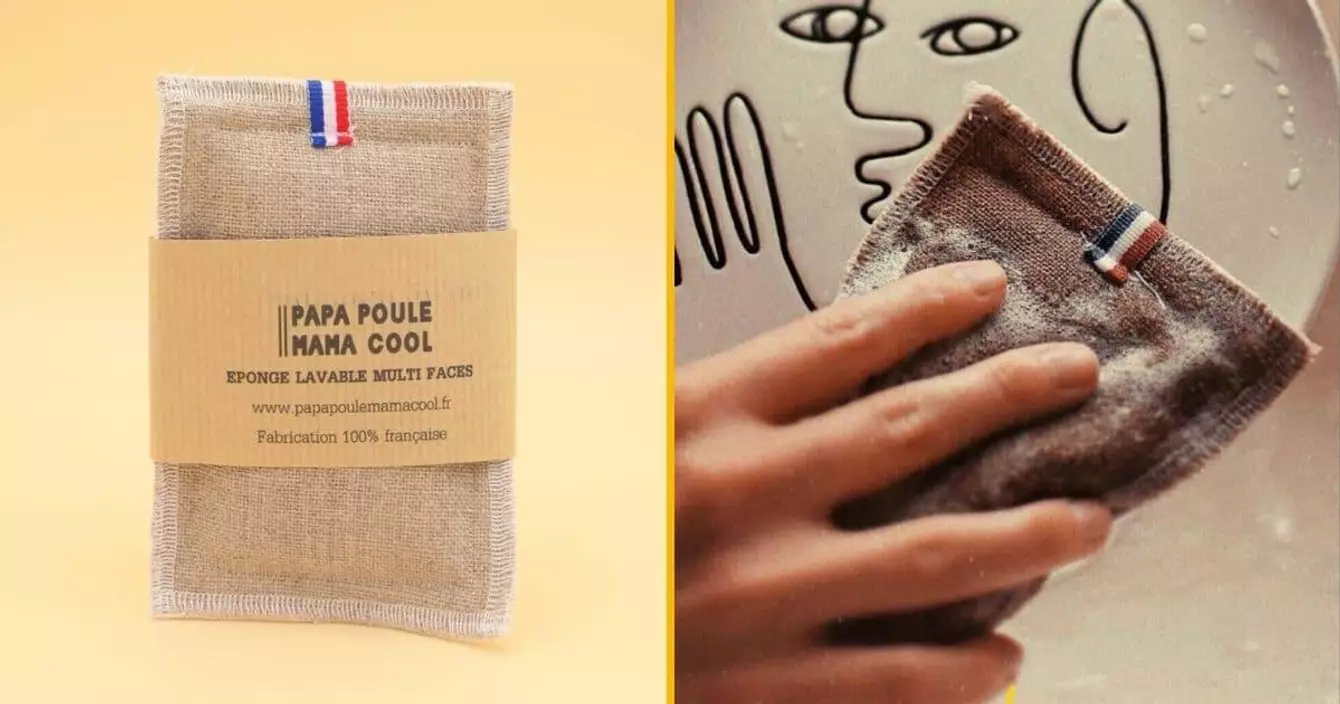 PAPA POULE
MAMA COOL
EPONGE LAVABLE MULTI FACES
www.papapoulemamacool.fr
Fabrication 100% française